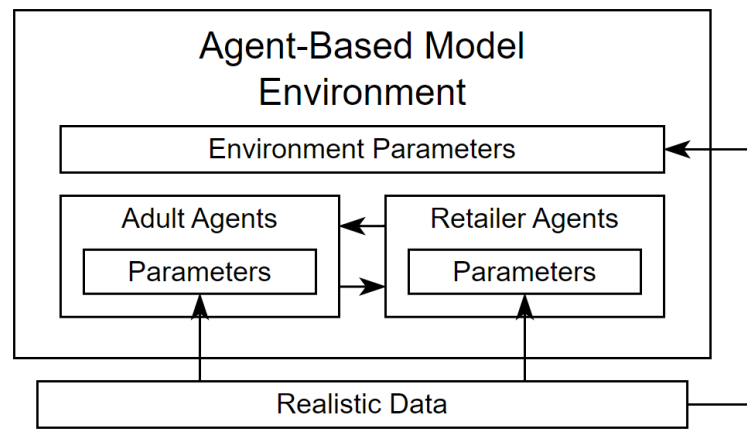 Agent-Based Model
Environment
Environment Parameters
Adult Agents
Parameters
Retailer Agents
Parameters
Realistic Data